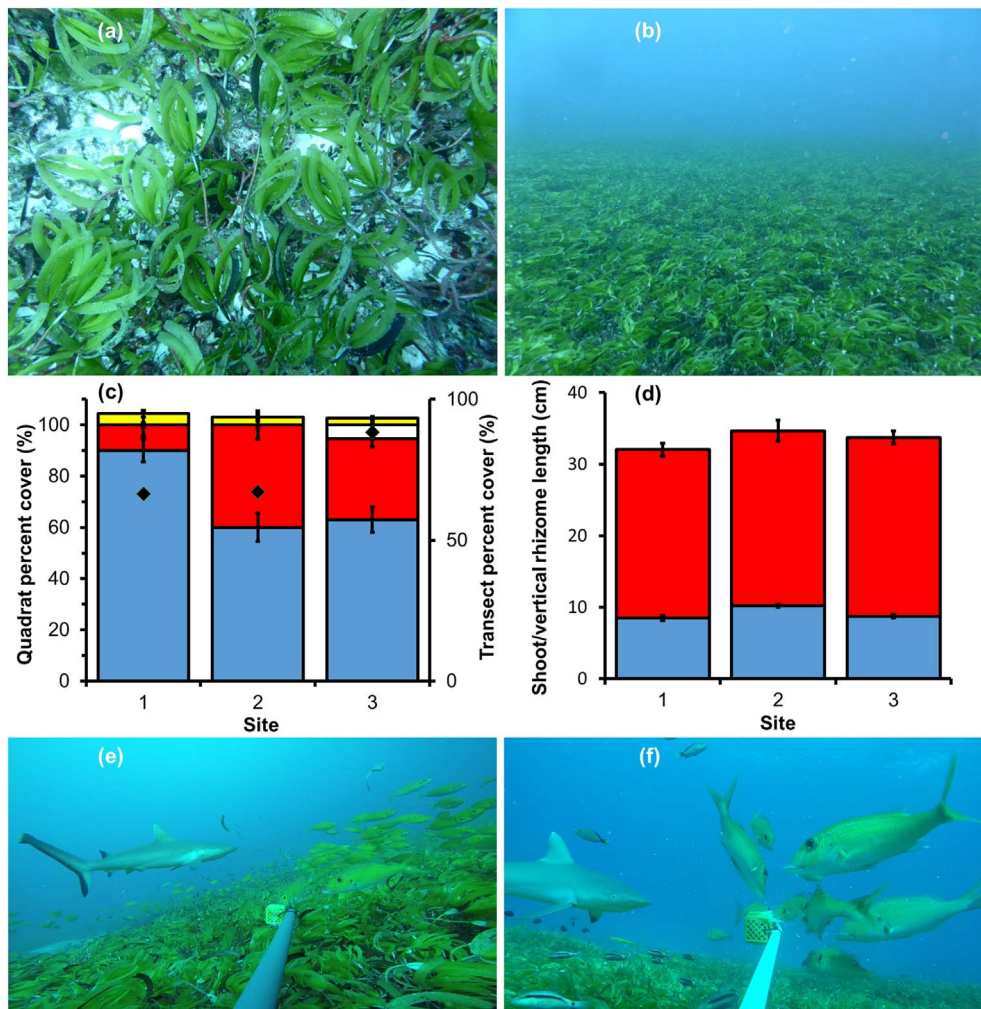 (a)
(b)
(c)
Quadrat percent cover (%)
100
80
60
40
20
0
1
2
3
Site
100
50
0
Transect percent cover (%)
(d)
Shoot/vertical rhizome length (cm)
40
30
20
10
0
1
2
3
Site
(e)
(f)